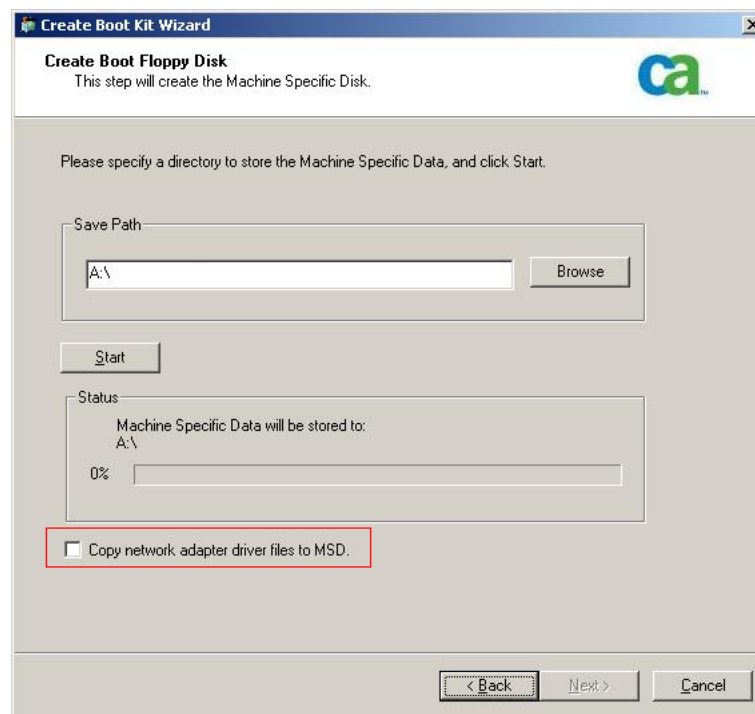 Create Boot Kit Wizard
Create Boot Floppy Disk
This step will create the Machine Specific Disk.
ca
Please specify a directory to store the Machine Specific Data, and click Start.
Save Path
A:\
Browse
Start
Status
Machine Specific Data will be stored to:
A:\
0%
Copy network adapter driver files to MSD.
< Back
Next >
Cancel